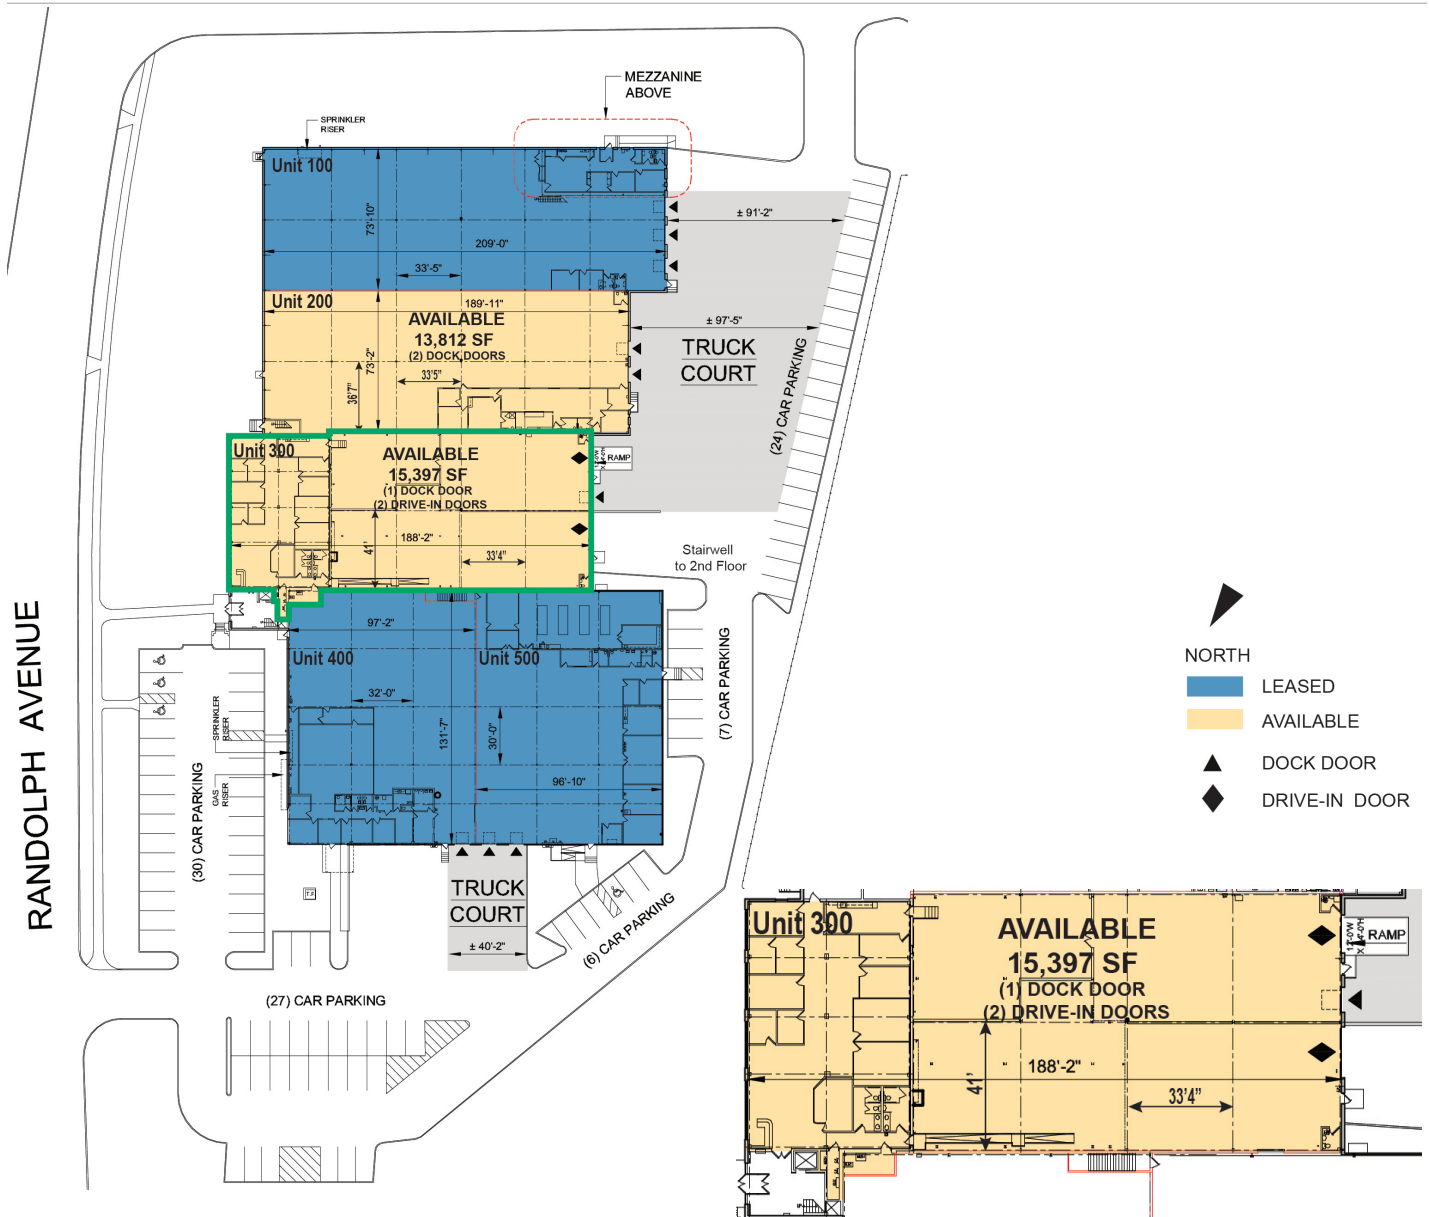 MEZZANINE
ABOVE
SPRINKLER
RISER
Unit 100
73'-10"
209'-0"
33'-5"
± 91'-2"
Unit 200
189'-11"
AVAILABLE
13,812 SF
(2) DOCK DOORS
73'-2"
33'5"
36'7"
± 97'-5"
TRUCK
COURT
(24) CAR PARKING
Unit 300
AVAILABLE
15,397 SF
(1) DOCK DOOR
(2) DRIVE-IN DOORS
188'-2"
41'
33'4"
RAMP
Stairwell
to 2nd Floor
97'-2"
Unit 400
Unit 500
32'-0"
131'-7"
30'-0"
96'-10"
SPRINKLER
RISER
GAS
RISER
(30) CAR PARKING
(7) CAR PARKING
RANDOLPH AVENUE
TRUCK
COURT
± 40'-2"
(6) CAR PARKING
(27) CAR PARKING
NORTH
LEASED
AVAILABLE
DOCK DOOR
DRIVE-IN DOOR
Unit 300
AVAILABLE
15,397 SF
(1) DOCK DOOR
(2) DRIVE-IN DOORS
188'-2"
41'
33'4"
RAMP